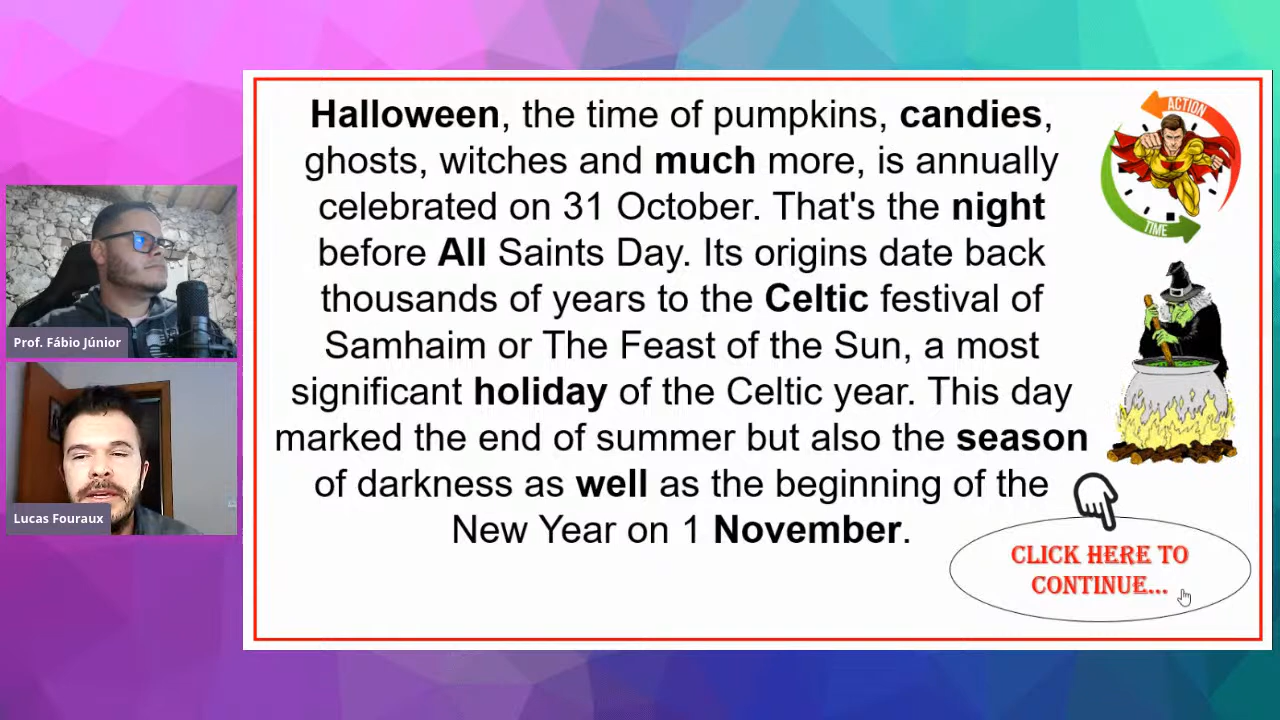 Halloween, the time of pumpkins, candies,
ghosts, witches and much more, is annually
celebrated on 31 October. That's the night
before All Saints Day. Its origins date back
thousands of years to the Celtic festival of
Samhaim or The Feast of the Sun, a most
significant holiday of the Celtic year. This day
marked the end of summer but also the season
of darkness as well as the beginning of the
New Year on 1 November.
ACTION
TIME
CLICK HERE TO
CONTINUE...
Prof. Fábio Júnior
Lucas Fouraux